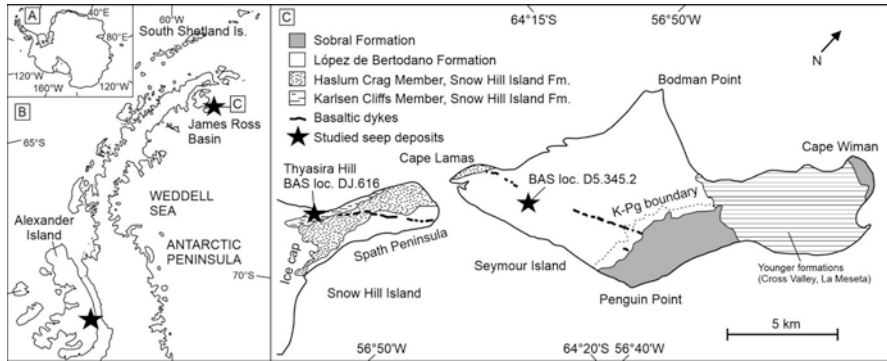 A
40°E
80°E
120°W
160°W
120°W
B
60°W
South Shetland Is.
C
James Ross
Basin
65°S
WEDDELL
SEA
Alexander
Island
ANTARCTIC
PENINSULA
70°S
C
64°15'S
56°50'W
N
Sobral Formation
López de Bertodano Formation
Haslum Crag Member, Snow Hill Island Fm.
Karlsen Cliffs Member, Snow Hill Island Fm.
Basaltic dykes
Studied seep deposits
Bodman Point
Cape Wiman
Cape Lamas
Thyasira Hill
BAS loc. DJ.616
BAS loc. D5.345.2
K-Pg boundary
Ice cap
Spath Peninsula
Seymour Island
Snow Hill Island
Penguin Point
Younger formations
(Cross Valley, La Meseta)
5 km
56°50'W
64°20'S 56°40'W